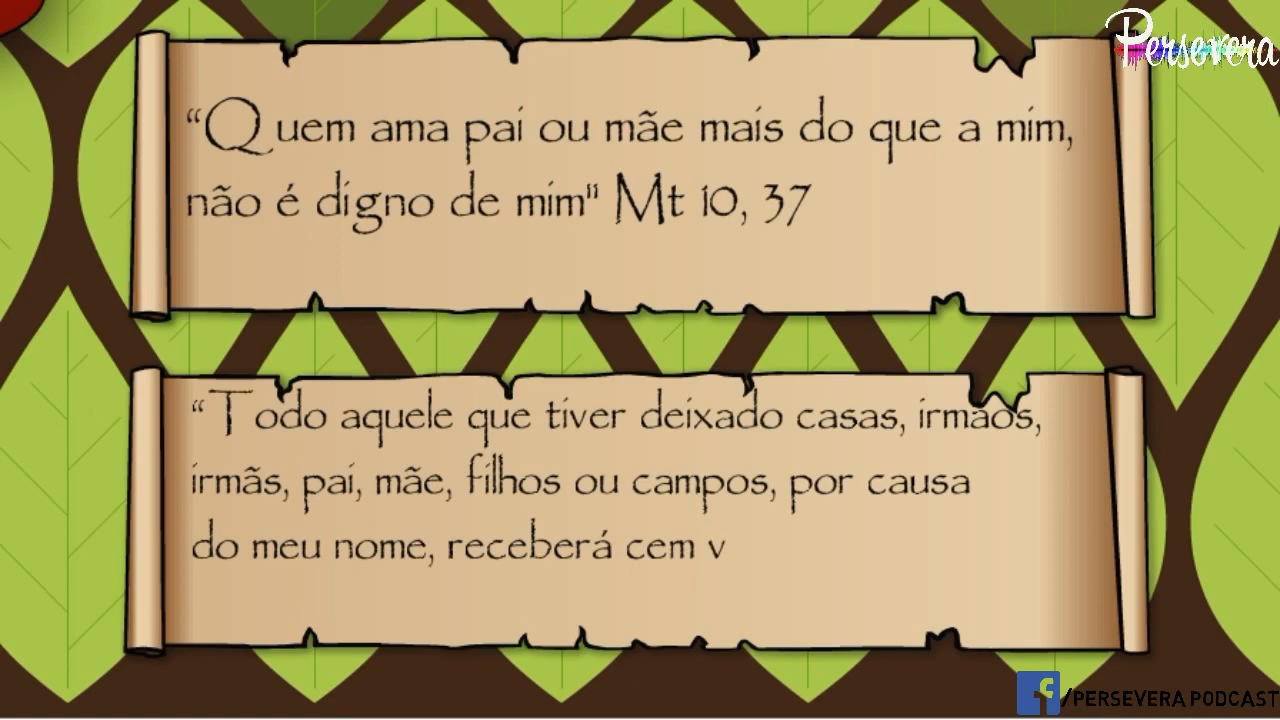 Persevera
“Quem ama pai ou mãe mais do que a mim,
não é digno de mim" Mt 10, 37
“Todo aquele que tiver deixado casas, irmãos,
irmãs, pai, mãe, filhos ou campos, por causa
do meu nome, receberá cem v
f/PERSEVERA PODCAST